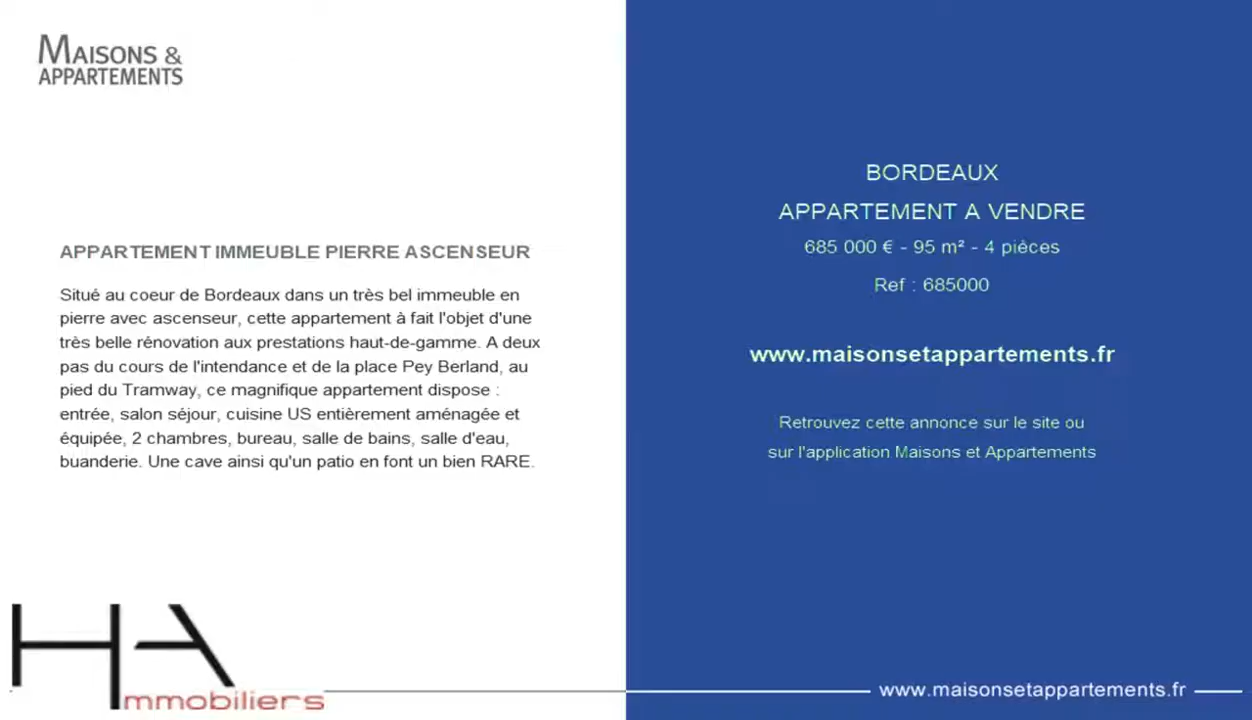 MAISONS &
APPARTEMENTS
APPARTEMENT IMMEUBLE PIERRE ASCENSEUR
Situé au coeur de Bordeaux dans un très bel immeuble en
pierre avec ascenseur, cette appartement à fait l'objet d'une
très belle rénovation aux prestations haut-de-gamme. A deux
pas du cours de l'intendance et de la place Pey Berland, au
pied du Tramway, ce magnifique appartement dispose :
entrée, salon séjour, cuisine US entièrement aménagée et
équipée, 2 chambres, bureau, salle de bains, salle d'eau,
buanderie. Une cave ainsi qu'un patio en font un bien RARE.
HA
Immobiliers
BORDEAUX
APPARTEMENT A VENDRE
685 000 € - 95 m² - 4 pièces
Ref : 685000
www.maisonsetappartements.fr
Retrouvez cette annonce sur le site ou
sur l'application Maisons et Appartements
www.maisonsetappartements.fr